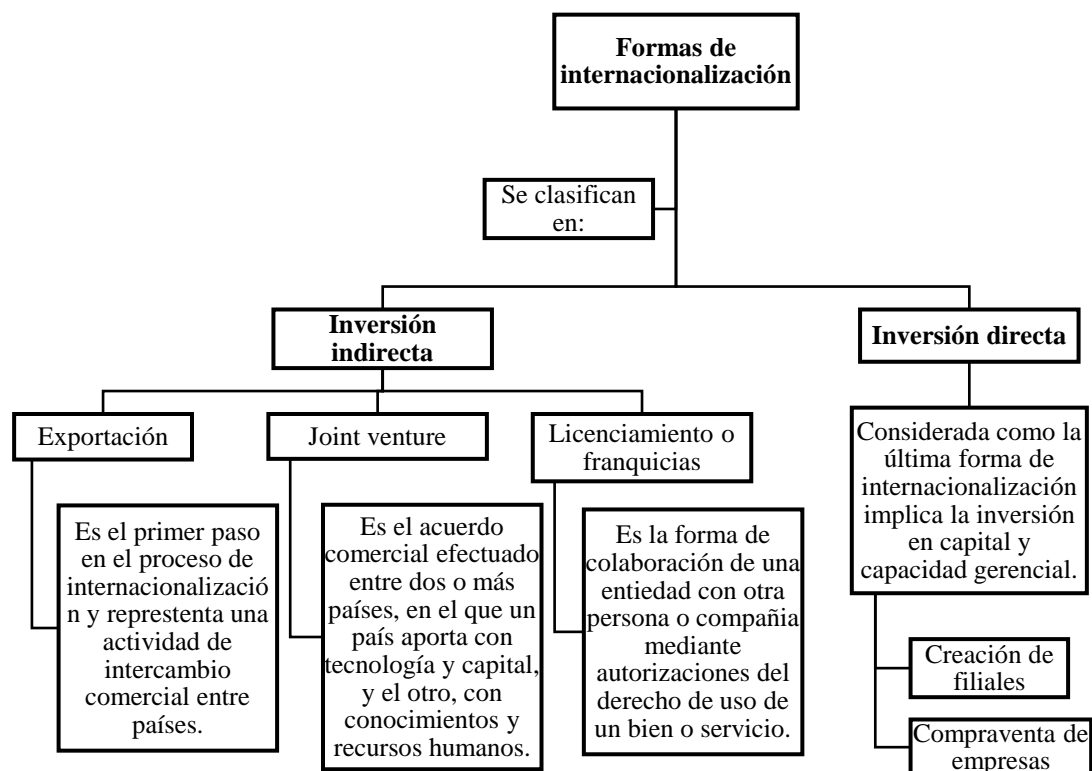 Formas de
internacionalización
Se clasifican
en:
Inversión
indirecta
Inversión directa
Exportación
Joint venture
Licenciamiento o
franquicias
Es el primer paso
en el proceso de
internacionalizació
n y represtenta una
actividad de
intercambio
comercial entre
países.
Es el acuerdo
comercial efectuado
entre dos o más
países, en el que un
país aporta con
tecnología y capital,
y el otro, con
conocimientos y
recursos humanos.
Es la forma de
colaboración de una
entiedad con otra
persona o compañia
mediante
autorizaciones del
derecho de uso de
un bien o servicio.
Considerada como la
última forma de
internacionalización
implica la inversión
en capital y
capacidad gerencial.
Creación de
filiales
Compraventa de
empresas